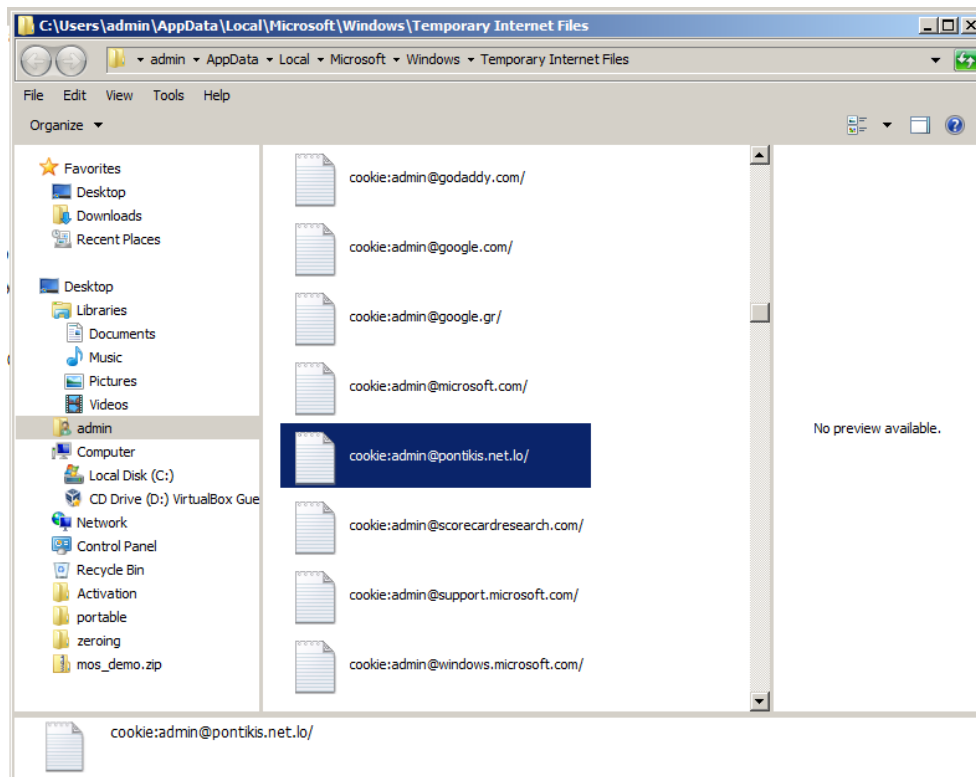 C:\Users\admin\AppData\Local\Microsoft\Windows\Temporary Internet Files
admin AppData Local Microsoft Windows Temporary Internet Files
File Edit View Tools Help
Organize
Favorites
Desktop
Downloads
Recent Places
Desktop
Libraries
Documents
Music
Pictures
Videos
admin
Computer
Local Disk (C:)
CD Drive (D:) VirtualBox Gue
Network
Control Panel
Recycle Bin
Activation
portable
zeroing
mos_demo.zip
cookie:admin@godaddy.com/
cookie:admin@google.com/
cookie:admin@google.gr/
cookie:admin@microsoft.com/
cookie:admin@pontikis.net.lo/
cookie:admin@scorecardresearch.com/
cookie:admin@support.microsoft.com/
cookie:admin@windows.microsoft.com/
No preview available.
cookie:admin@pontikis.net.lo/